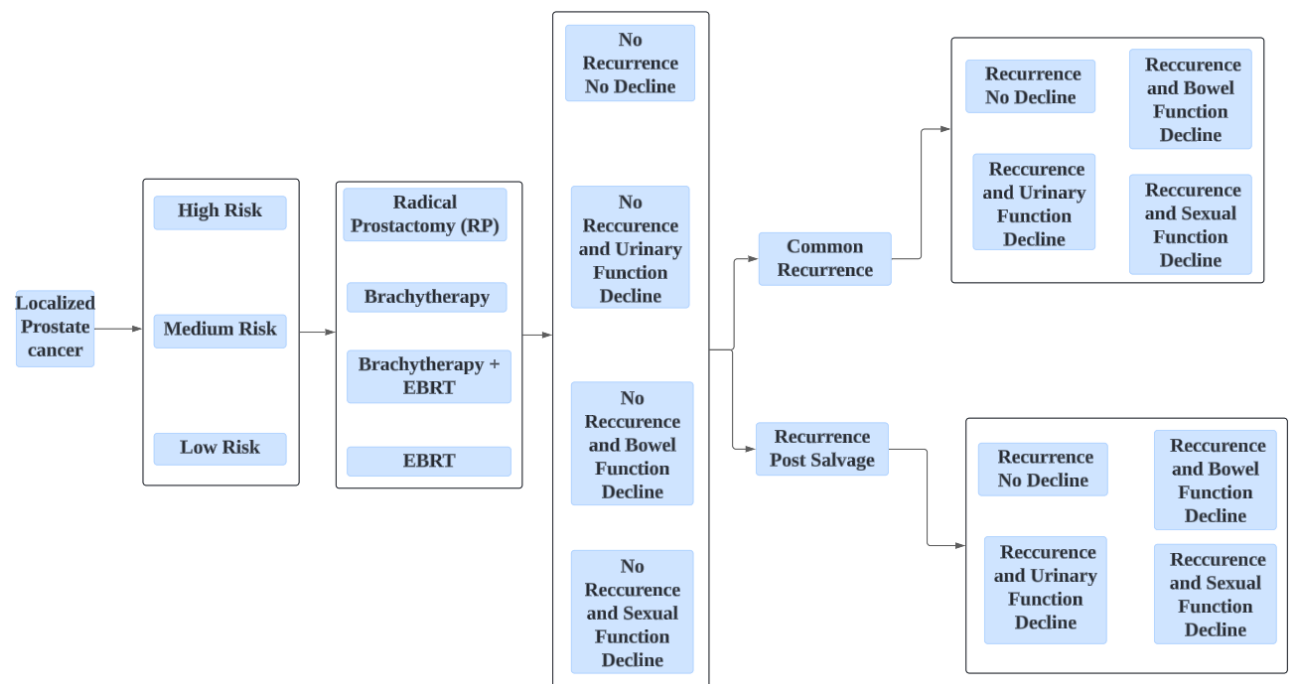 Localized
Prostate
cancer
High Risk
Medium Risk
Low Risk
Radical
Prostactomy (RP)
Brachytherapy
Brachytherapy +
EBRT
EBRT
No
Recurrence
No Decline
No
Reccurence
and Urinary
Function
Decline
No
Reccurence
and Bowel
Function
Decline
No
Reccurence
and Sexual
Function
Decline
Common
Recurrence
Recurrence
Post Salvage
Recurrence
No Decline
Reccurence
and Bowel
Function
Decline
Reccurence
and Urinary
Function
Decline
Reccurence
and Sexual
Function
Decline
Recurrence
No Decline
Reccurence
and Bowel
Function
Decline
Reccurence
and Urinary
Function
Decline
Reccurence
and Sexual
Function
Decline